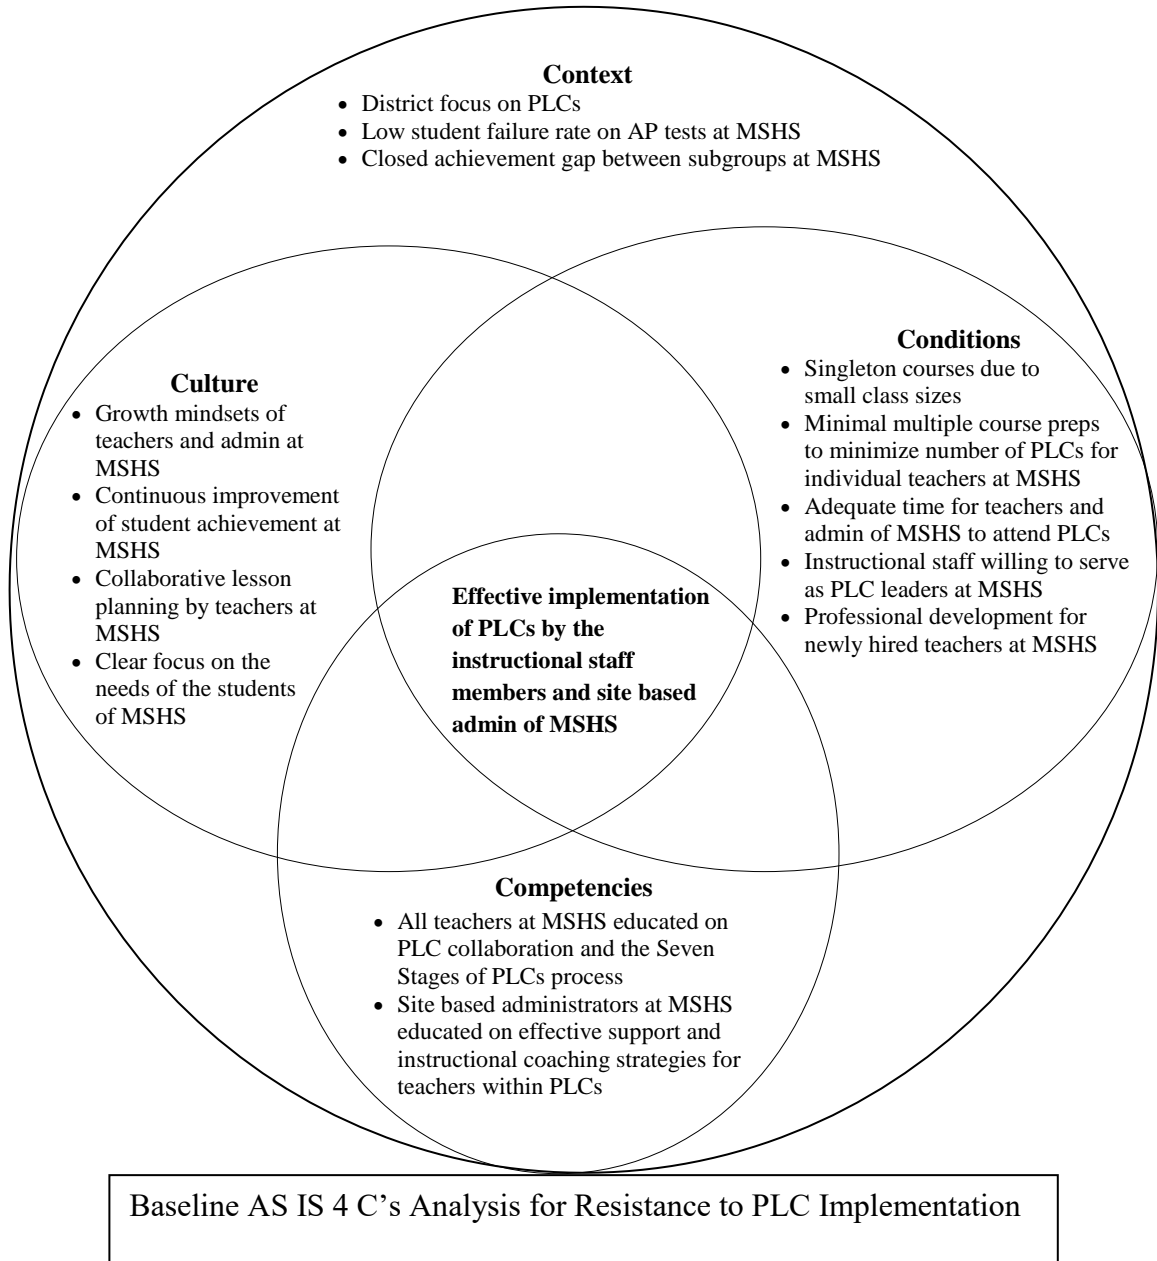 Context
• District focus on PLCs
• Low student failure rate on AP tests at MSHS
• Closed achievement gap between subgroups at MSHS
Culture
• Growth mindsets of
teachers and admin at
MSHS
• Continuous improvement
of student achievement at
MSHS
• Collaborative lesson
planning by teachers at
MSHS
• Clear focus on the
needs of the students
of MSHS
Conditions
• Singleton courses due to
small class sizes
• Minimal multiple course preps
to minimize number of PLCs for
individual teachers at MSHS
• Adequate time for teachers and
admin of MSHS to attend PLCs
• Instructional staff willing to serve
as PLC leaders at MSHS
• Professional development for
newly hired teachers at MSHS
Effective implementation
of PLCs by the
instructional staff
members and site based
admin of MSHS
Competencies
• All teachers at MSHS educated on
PLC collaboration and the Seven
Stages of PLCs process
• Site based administrators at MSHS
educated on effective support and
instructional coaching strategies for
teachers within PLCs
Baseline AS IS 4 C’s Analysis for Resistance to PLC Implementation